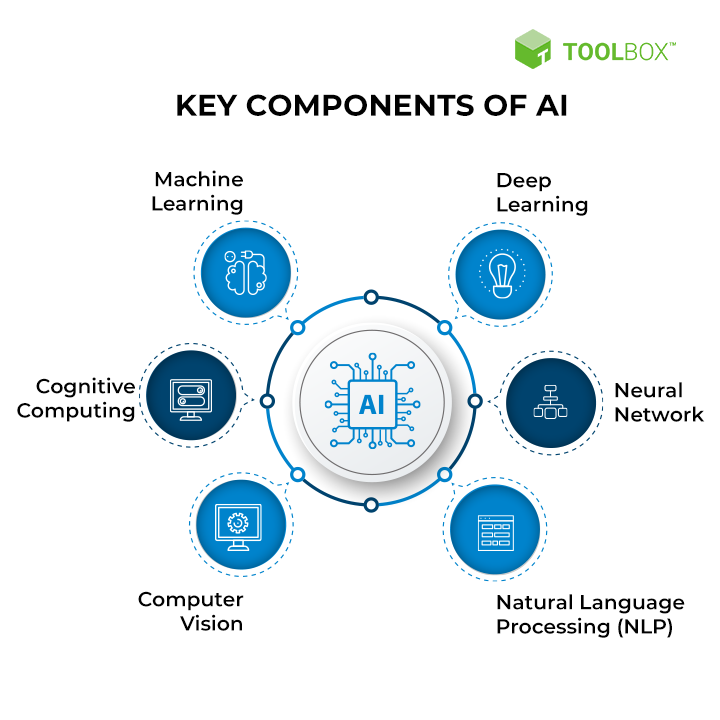 TOOLBOX™
KEY COMPONENTS OF AI
Machine
Learning
Deep
Learning
Cognitive
Computing
AI
Neural
Network
Computer
Vision
Natural Language
Processing (NLP)